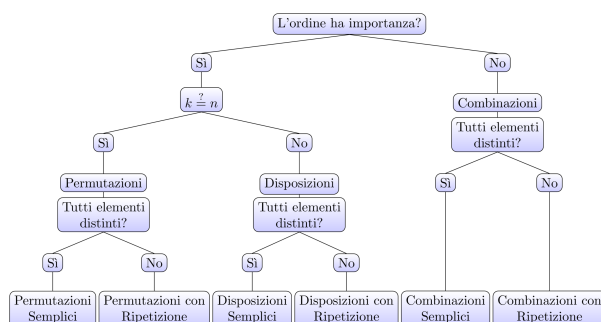 L'ordine ha importanza?
Sì
No
k ?= n
Combinazioni
Tutti elementi
distinti?
Sì
No
Permutazioni
Disposizioni
Sì
No
Tutti elementi
distinti?
Tutti elementi
distinti?
Sì
No
Sì
No
Permutazioni
Semplici
Permutazioni con
Ripetizione
Disposizioni
Semplici
Disposizioni con
Ripetizione
Combinazioni
Semplici
Combinazioni con
Ripetizione